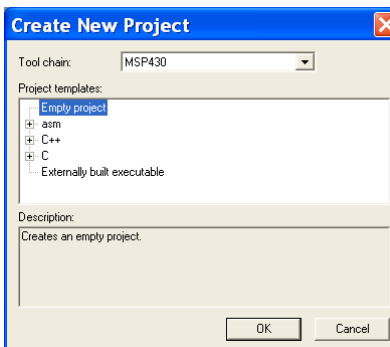 Create New Project
Tool chain: MSP430
Project templates:
Empty project
asm
C++
C
Externally built executable
Description:
Creates an empty project.
OK Cancel